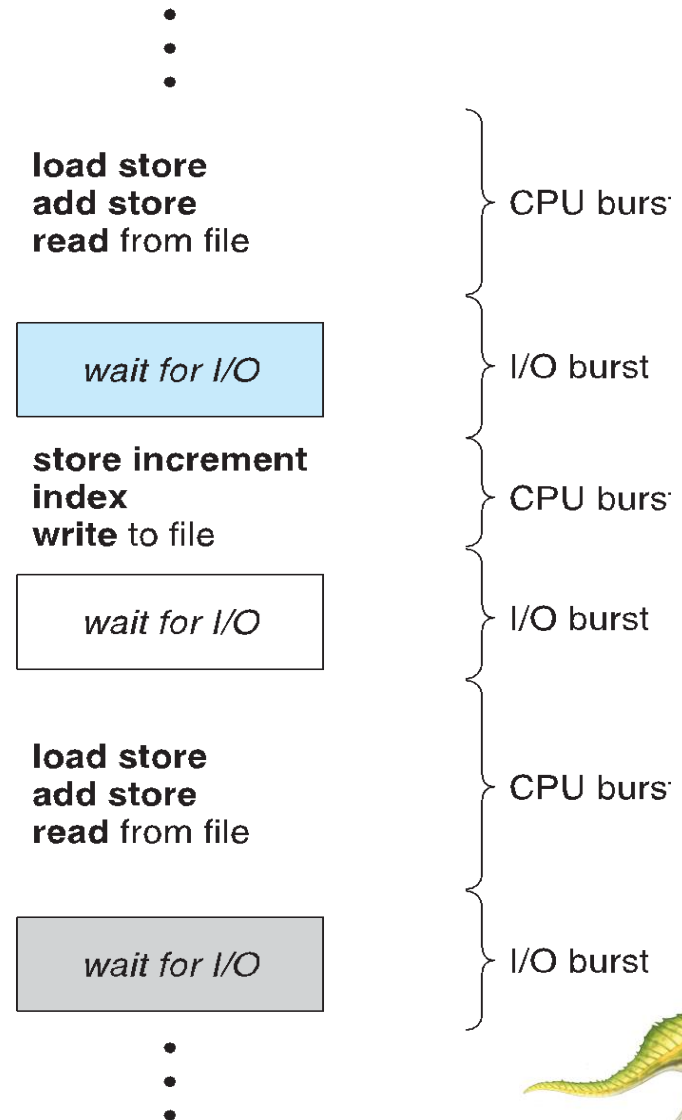 load store
add store
read from file
CPU burs
wait for I/O
I/O burst
store increment
index
write to file
CPU burs
wait for I/O
I/O burst
load store
add store
read from file
CPU burs
wait for I/O
I/O burst